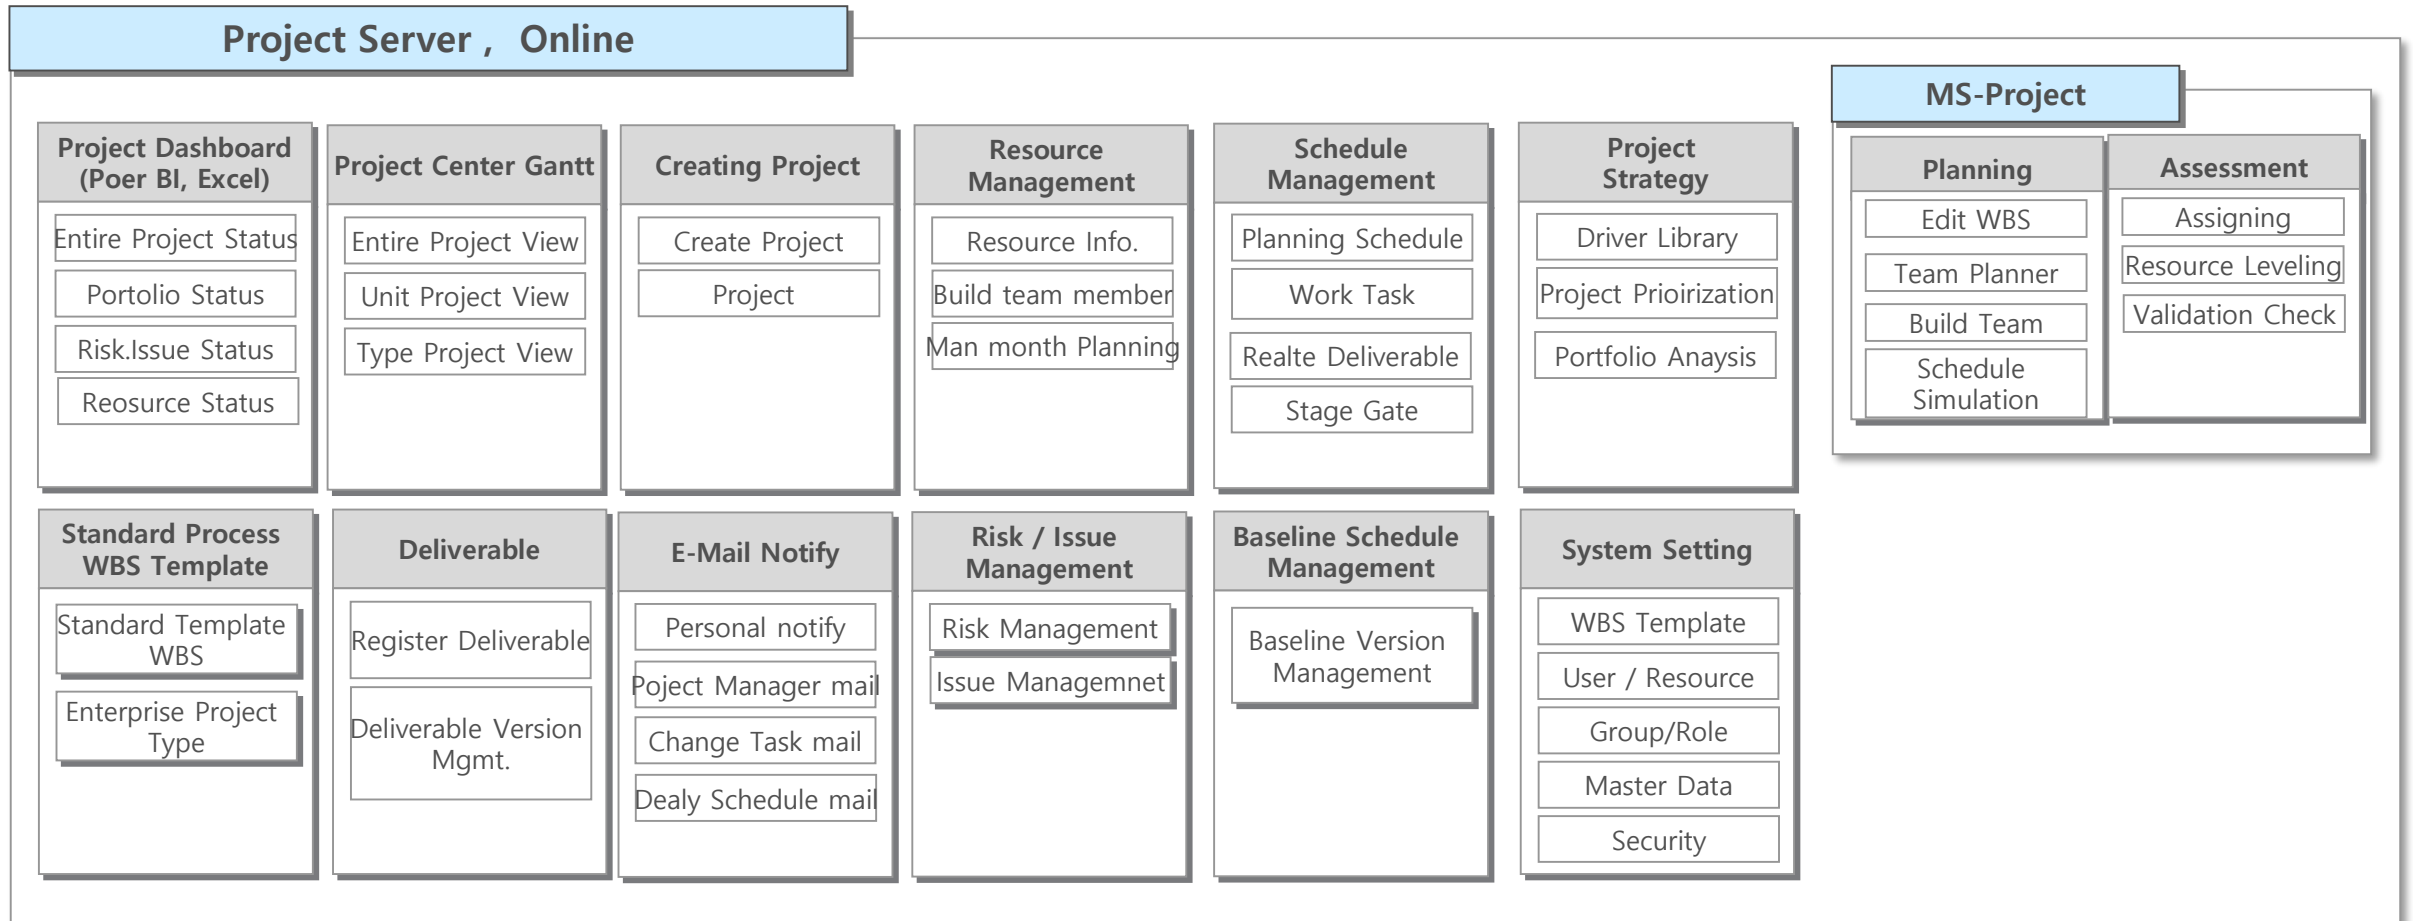 Project Server ,  Online
MS-Project
Project Dashboard
(Poer BI, Excel)
Entire Project Status
Portolio Status
Risk.Issue Status
Reosurce Status
Project Center Gantt
Entire Project View
Unit Project View
Type Project View
Creating Project
Create Project
Project
Resource
Management
Resource Info.
Build team member
Man month Planning
Schedule
Management
Planning Schedule
Work Task
Realte Deliverable
Stage Gate
Project
Strategy
Driver Library
Project Prioirization
Portfolio Anaysis
Planning
Edit WBS
Team Planner
Build Team
Schedule
Simulation
Assessment
Assigning
Resource Leveling
Validation Check
Standard Process
WBS Template
Standard Template
WBS
Enterprise Project
Type
Deliverable
Register Deliverable
Deliverable Version
Mgmt.
E-Mail Notify
Personal notify
Poject Manager mail
Change Task mail
Dealy Schedule mail
Risk / Issue
Management
Risk Management
Issue Managemnet
Baseline Schedule
Management
Baseline Version
Management
System Setting
WBS Template
User / Resource
Group/Role
Master Data
Security